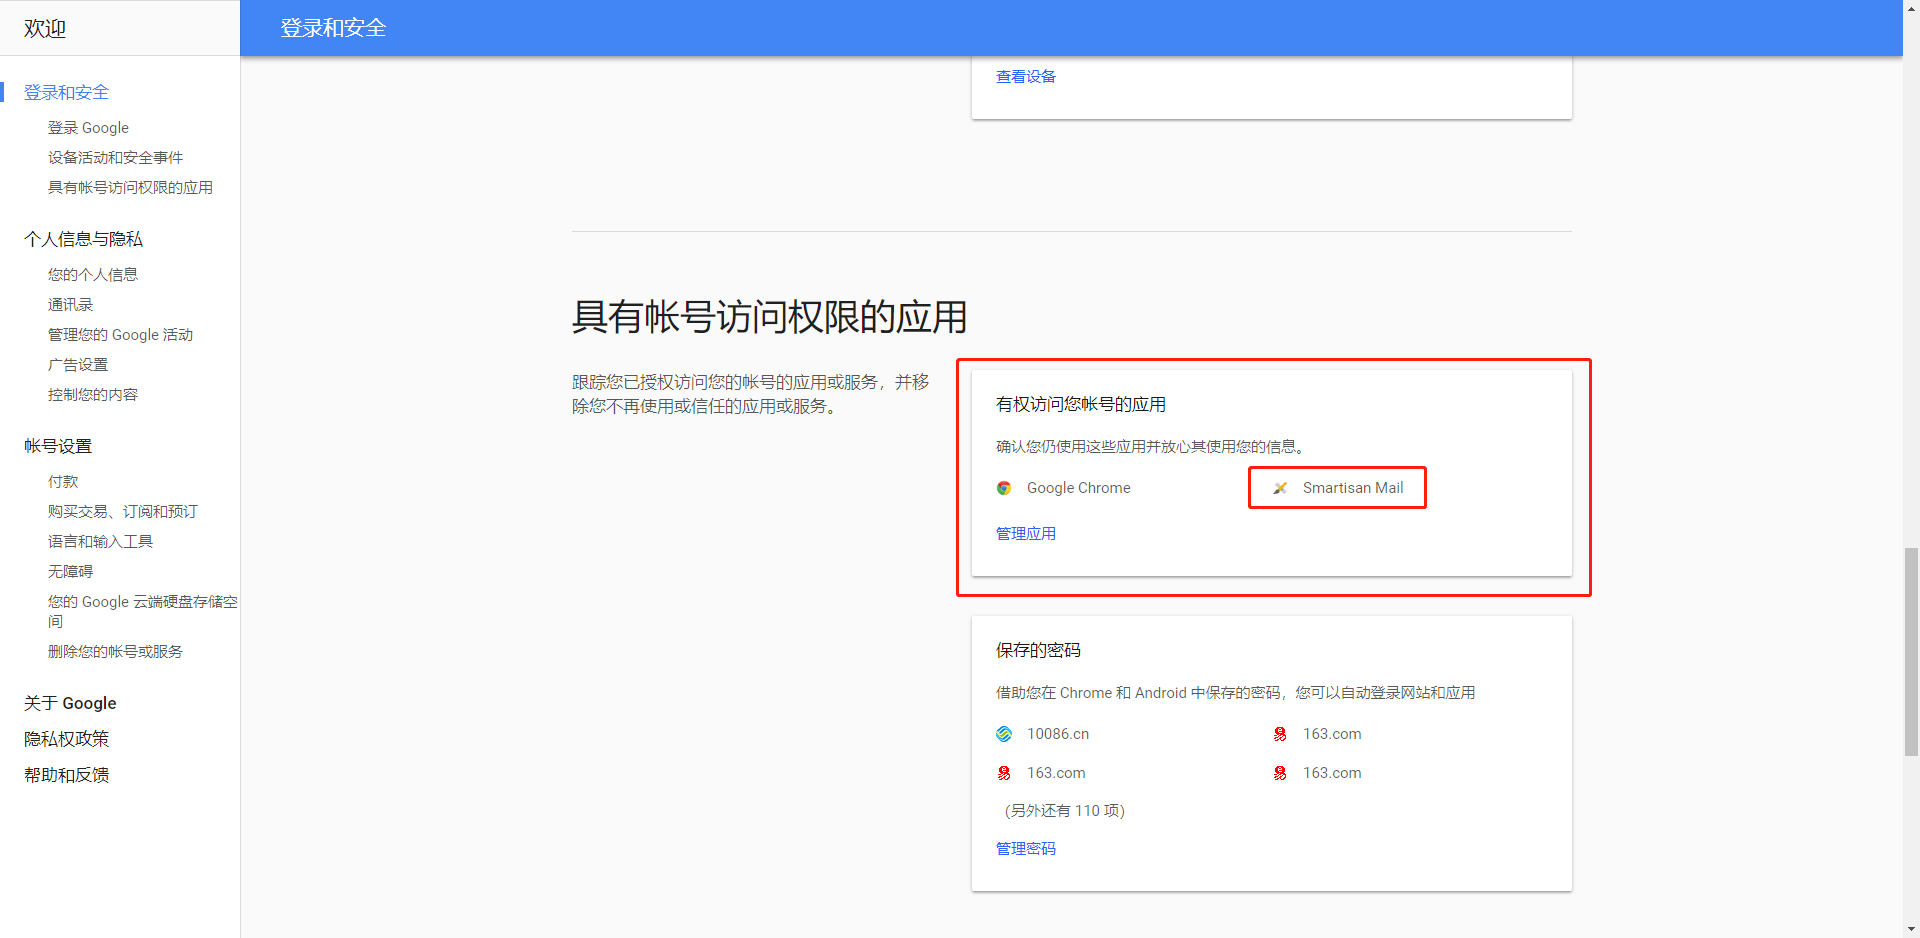 欢迎
登录和安全
登录和安全
登录 Google
设备活动和安全事件
具有帐号访问权限的应用
个人信息与隐私
您的个人信息
通讯录
管理您的 Google 活动
广告设置
控制您的内容
帐号设置
付款
购买交易、订阅和预订
语言和输入工具
无障碍
您的 Google 云端硬盘存储空
间
删除您的帐号或服务
关于 Google
隐私权政策
帮助和反馈
查看设备
具有帐号访问权限的应用
跟踪您已授权访问您的帐号的应用或服务，并移
除您不再使用或信任的应用或服务。
有权访问您帐号的应用
确认您仍使用这些应用并放心其使用您的信息。
Google Chrome
Smartisan Mail
管理应用
保存的密码
借助您在 Chrome 和 Android 中保存的密码，您可以自动登录网站和应用
10086.cn
163.com
163.com
163.com
（另外还有 110 项）
管理密码